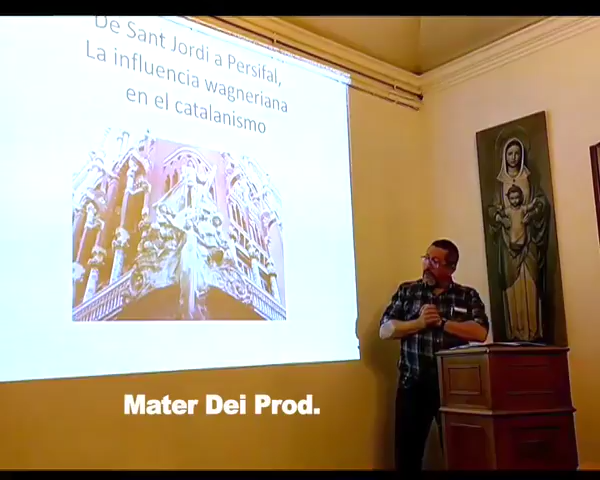 De Sant Jordi a Persifal,
La influencia wagneriana
en el catalanismo
Mater Dei Prod.